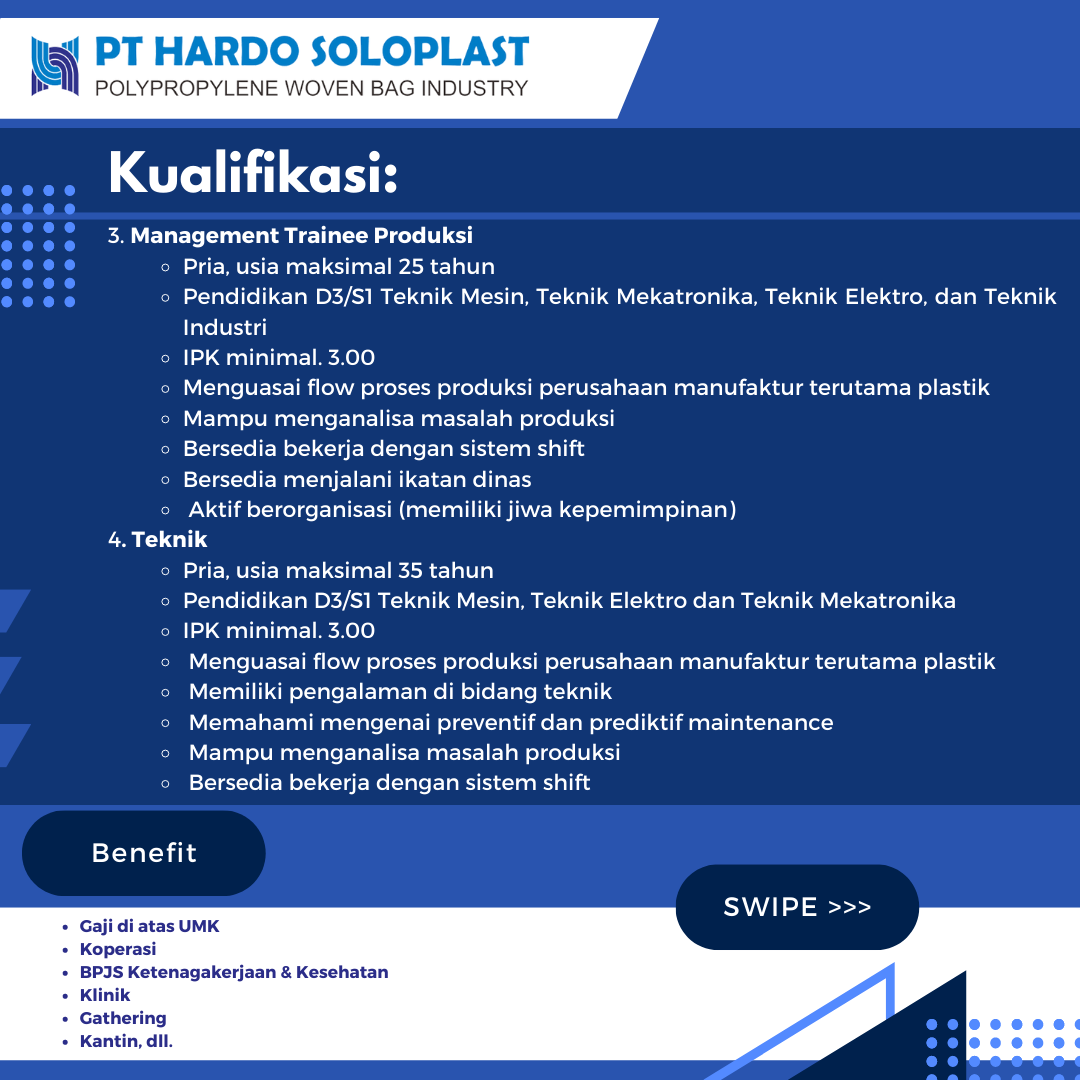 PT HARDO SOLOPLAST
POLYPROPYLENE WOVEN BAG INDUSTRY
Kualifikasi:
3. Management Trainee Produksi
Pria, usia maksimal 25 tahun
Pendidikan D3/S1 Teknik Mesin, Teknik Mekatronika, Teknik Elektro, dan Teknik
Industri
IPK minimal. 3.00
Menguasai flow proses produksi perusahaan manufaktur terutama plastik
Mampu menganalisa masalah produksi
Bersedia bekerja dengan sistem shift
Bersedia menjalani ikatan dinas
Aktif berorganisasi (memiliki jiwa kepemimpinan)
4. Teknik
Pria, usia maksimal 35 tahun
Pendidikan D3/S1 Teknik Mesin, Teknik Elektro dan Teknik Mekatronika
IPK minimal. 3.00
Menguasai flow proses produksi perusahaan manufaktur terutama plastik
Memiliki pengalaman di bidang teknik
Memahami mengenai preventif dan prediktif maintenance
Mampu menganalisa masalah produksi
Bersedia bekerja dengan sistem shift
Benefit
SWIPE >>>
Gaji di atas UMK
Koperasi
BPJS Ketenagakerjaan & Kesehatan
Klinik
Gathering
Kantin, dll.